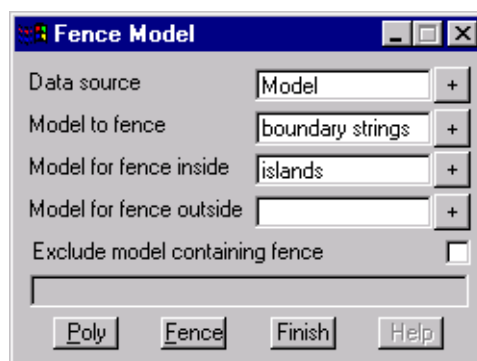 Fence Model
Data source Model +
Model to fence boundary strings +
Model for fence inside islands +
Model for fence outside +
Exclude model containing fence
Poly Fence Finish Help